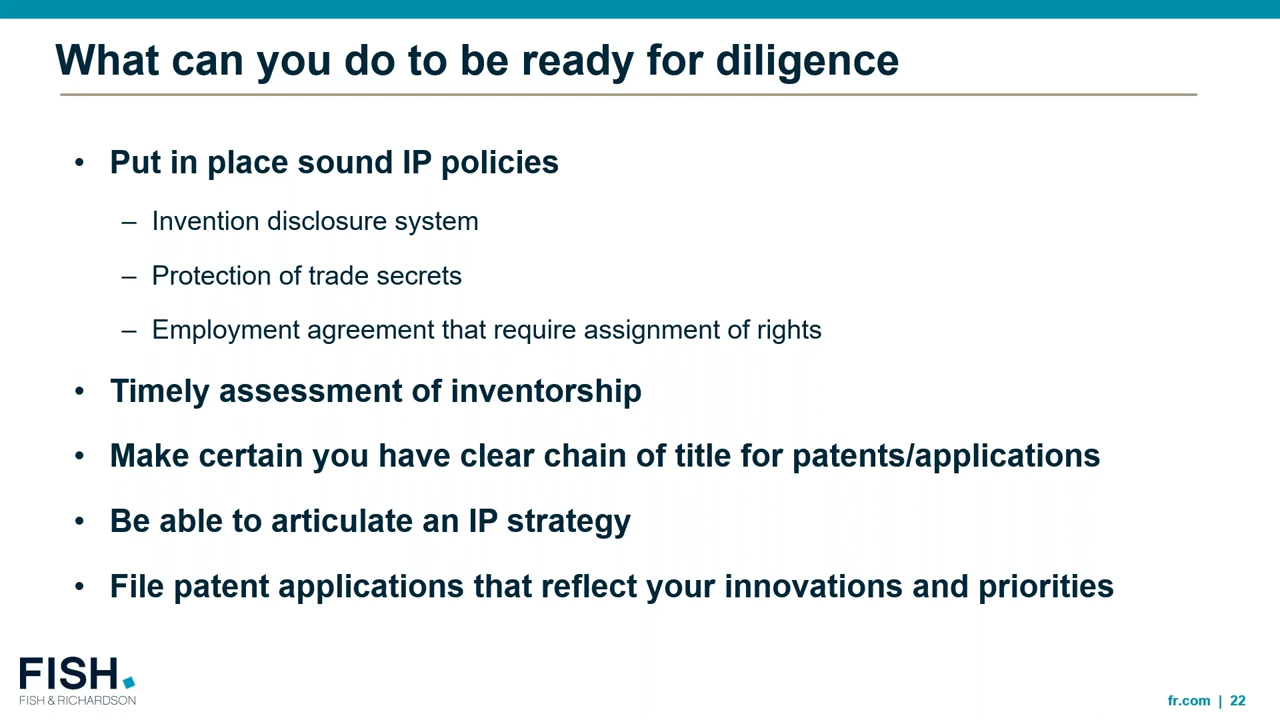 What can you do to be ready for diligence
• Put in place sound IP policies
– Invention disclosure system
– Protection of trade secrets
– Employment agreement that require assignment of rights
• Timely assessment of inventorship
• Make certain you have clear chain of title for patents/applications
• Be able to articulate an IP strategy
• File patent applications that reflect your innovations and priorities
FISH.
FISH & RICHARDSON
fr.com | 22